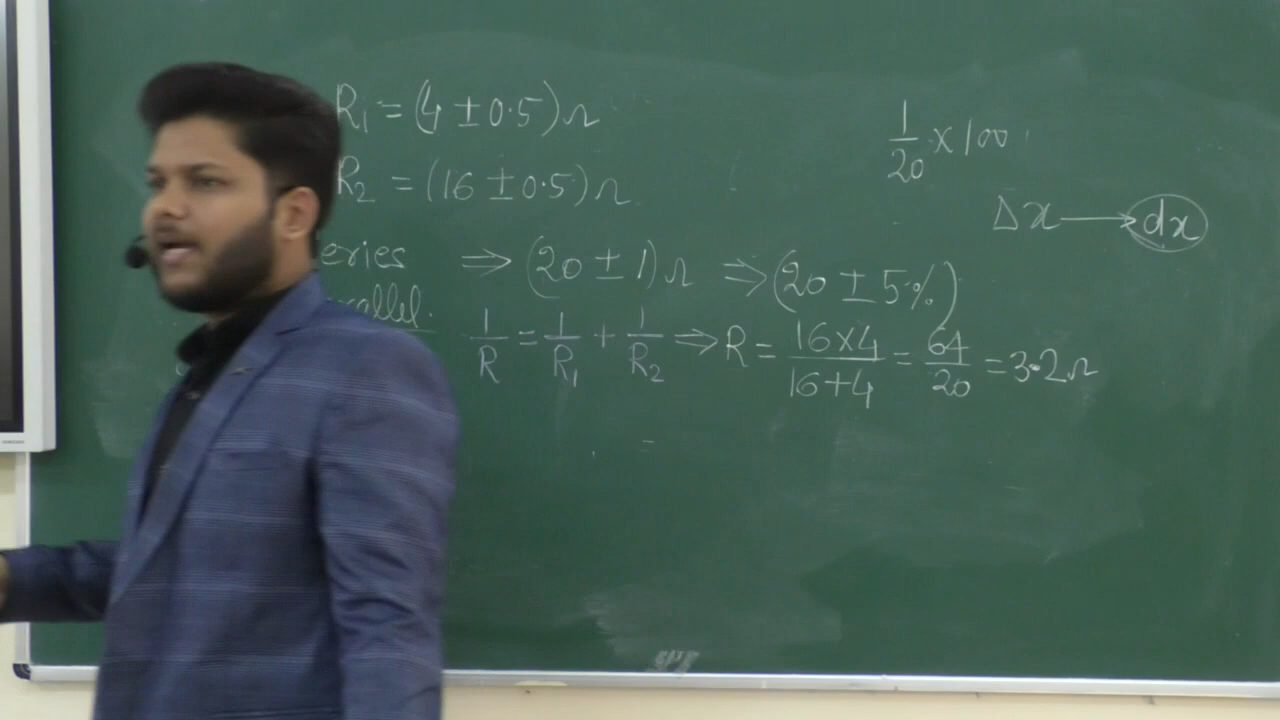 R₁ = (4 ± 0.5) Ω
R₂ = (16 ± 0.5) Ω
1/20 × 100
Δx → dx
eries ⇒ (20 ± 1) Ω ⇒ (20 ± 5%)
rallel. 1/R = 1/R₁ + 1/R₂ ⇒ R = 16×4/16+4 = 64/20 = 3.2 Ω